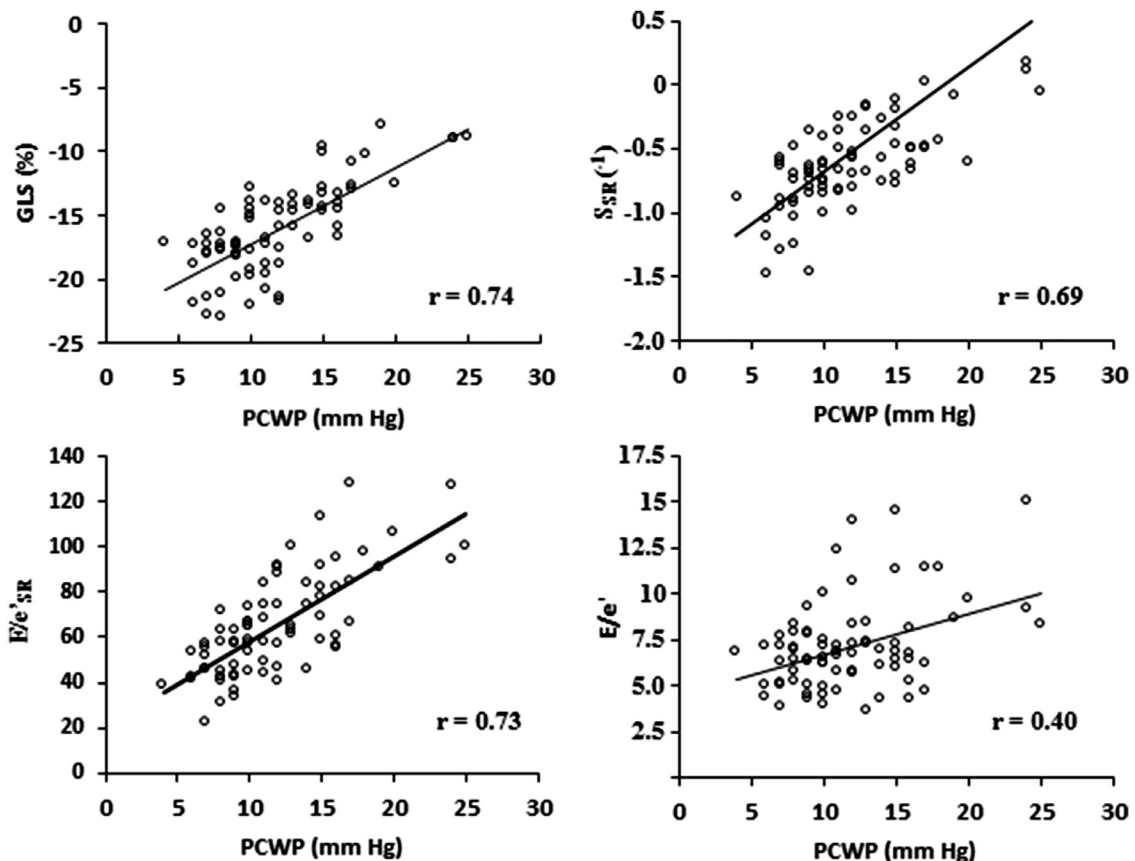 0
-5
-10
-15
-20
-25
GLS (%)
0 5 10 15 20 25 30
PCWP (mm Hg)
r = 0.74
0.5
0
-0.5
-1.0
-1.5
-2.0
SSR (-1)
0 5 10 15 20 25 30
PCWP (mm Hg)
r = 0.69
140
120
100
80
60
40
20
0
E/e'SR
0 5 10 15 20 25 30
PCWP (mm Hg)
r = 0.73
17.5
15
12.5
10
7.5
5.0
2.5
E/e'
0 5 10 15 20 25 30
PCWP (mm Hg)
r = 0.40